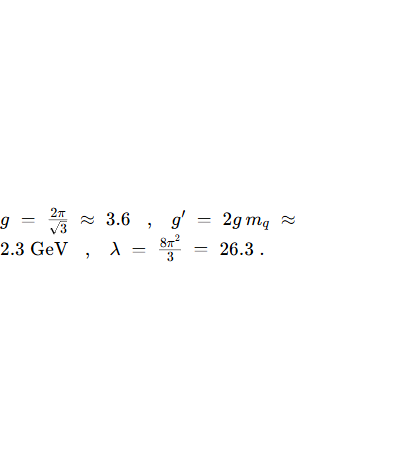 g = 2π/√3 ≈ 3.6 , g′ = 2g m_q ≈
2.3 GeV , λ = 8π²/3 = 26.3 .